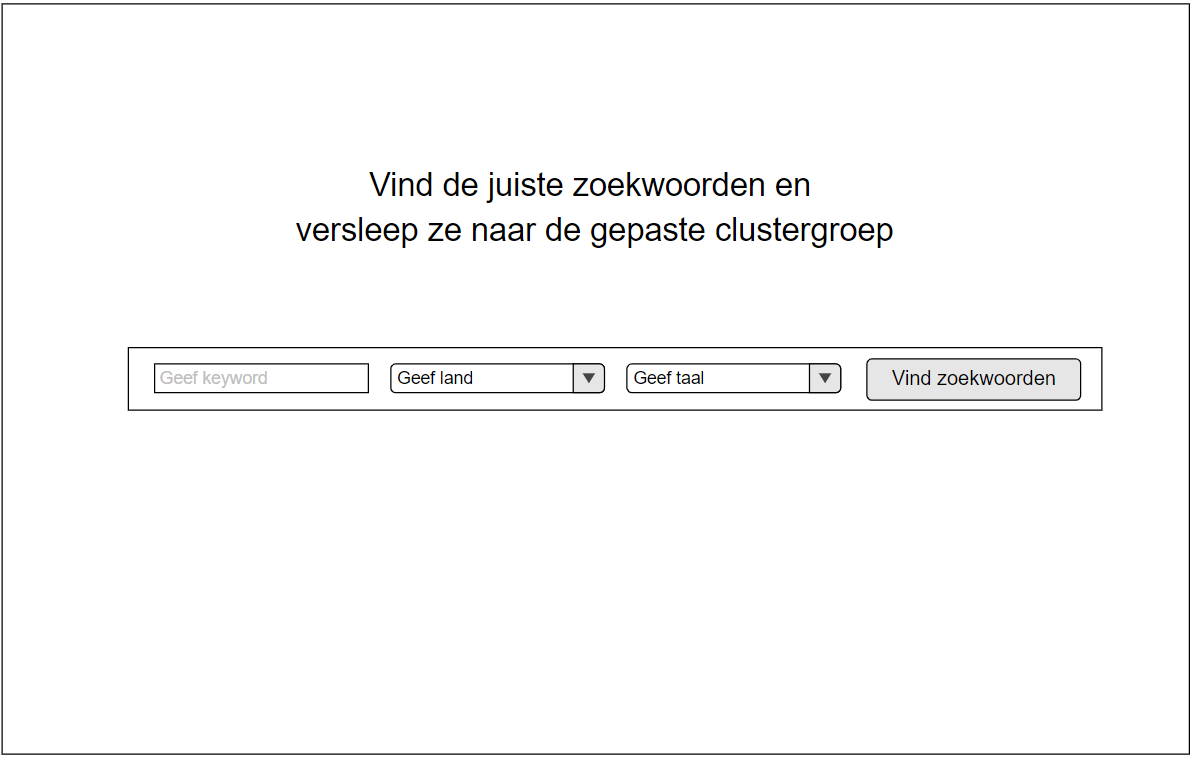 Vind de juiste zoekwoorden en
versleep ze naar de gepaste clustergroep
Geef keyword Geef land Geef taal Vind zoekwoorden